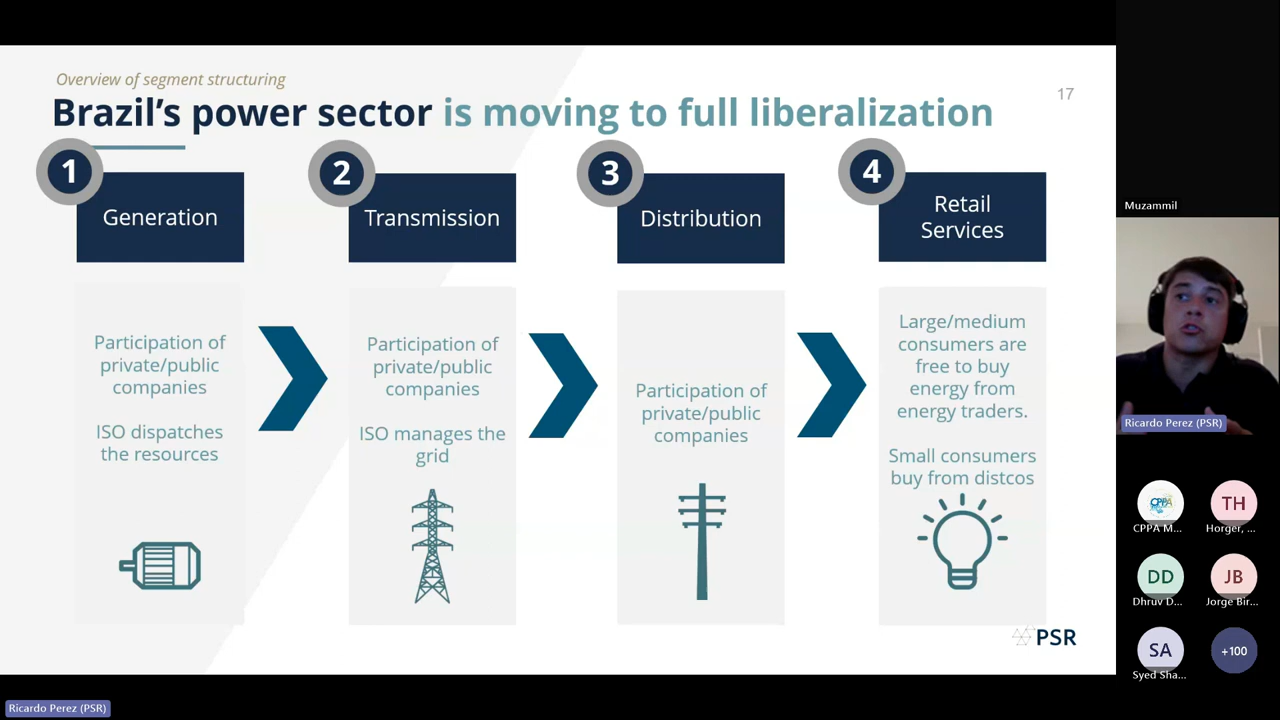 Overview of segment structuring
Brazil's power sector is moving to full liberalization
17
1
Generation
Participation of
private/public
companies
ISO dispatches
the resources
2
Transmission
Participation of
private/public
companies
ISO manages the
grid
3
Distribution
Participation of
private/public
companies
4
Retail
Services
Large/medium
consumers are
free to buy
energy from
energy traders.
Small consumers
buy from distcos
PSR
Muzammil
Ricardo Perez (PSR)
CPPA
CPPA M...
TH
Horger, ...
DD
Dhruv D...
JB
Jorge Bir...
SA
Syed Sha...
+100
Ricardo Perez (PSR)